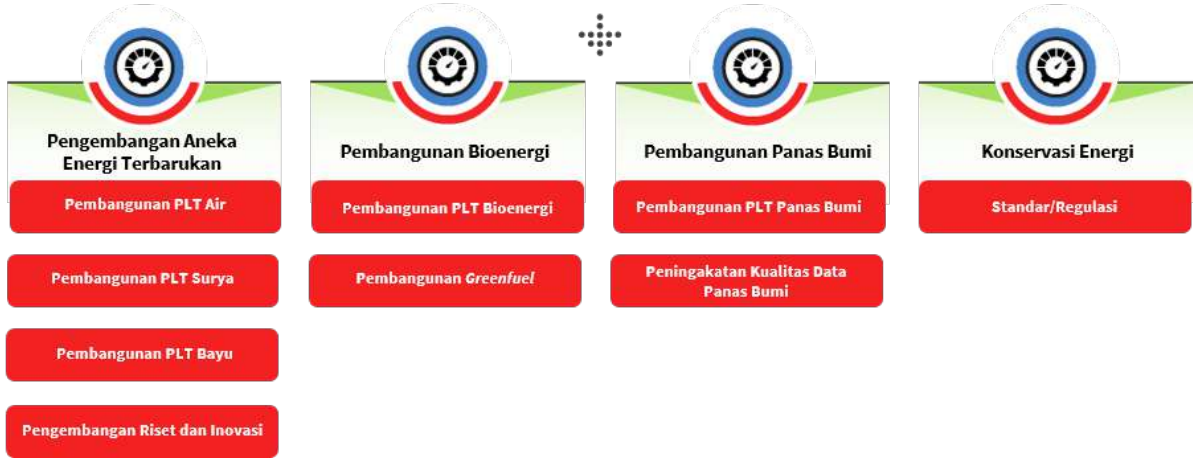 Pengembangan Aneka
Energi Terbarukan
Pembangunan PLT Air
Pembangunan PLT Surya
Pembangunan PLT Bayu
Pengembangan Riset dan Inovasi
Pembangunan Bioenergi
Pembangunan PLT Bioenergi
Pembangunan Greenfuel
Pembangunan Panas Bumi
Pembangunan PLT Panas Bumi
Peningakatan Kualitas Data
Panas Bumi
Konservasi Energi
Standar/Regulasi